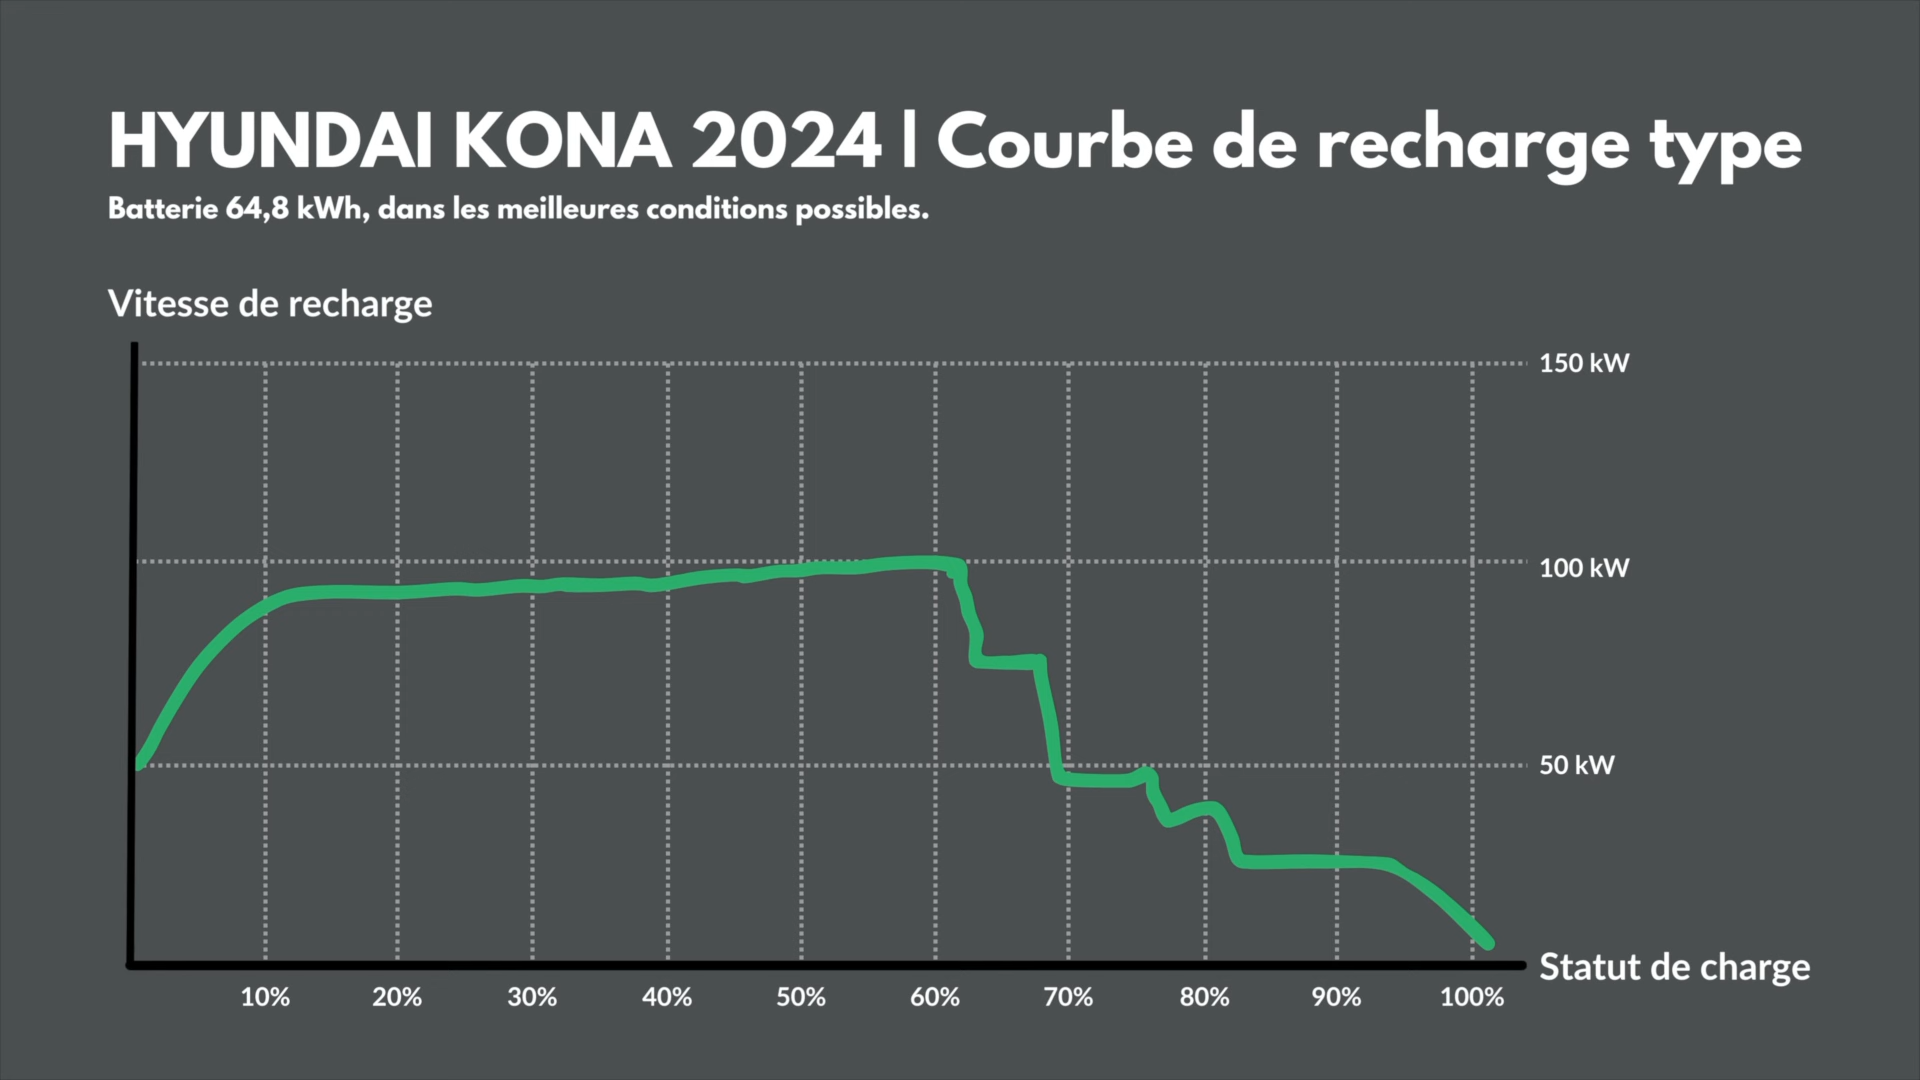 HYUNDAI KONA 2024 | Courbe de recharge type
Batterie 64,8 kWh, dans les meilleures conditions possibles.
Vitesse de recharge
150 kW
100 kW
50 kW
Statut de charge
10% 20% 30% 40% 50% 60% 70% 80% 90% 100%